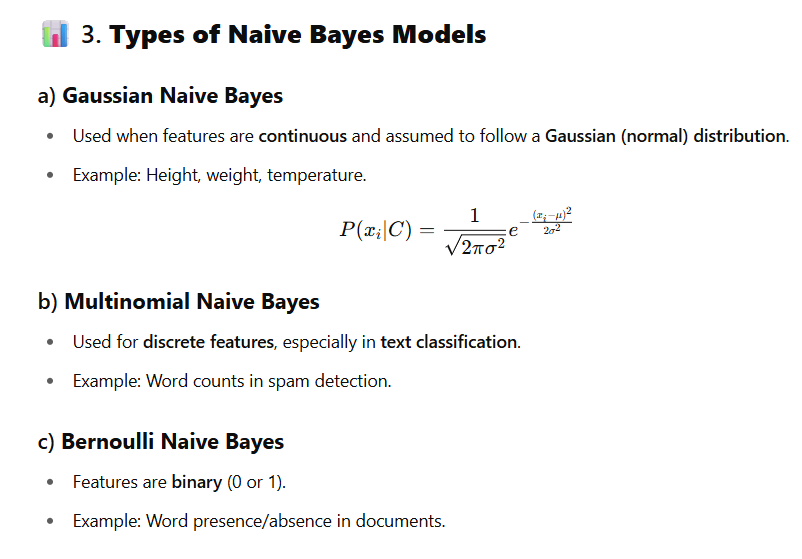 📊 3. Types of Naive Bayes Models
a) Gaussian Naive Bayes
• Used when features are continuous and assumed to follow a Gaussian (normal) distribution.
• Example: Height, weight, temperature.
P(x_i|C) = \frac{1}{\sqrt{2\pi\sigma^2}} e^{-\frac{(x_i-\mu)^2}{2\sigma^2}}
b) Multinomial Naive Bayes
• Used for discrete features, especially in text classification.
• Example: Word counts in spam detection.
c) Bernoulli Naive Bayes
• Features are binary (0 or 1).
• Example: Word presence/absence in documents.